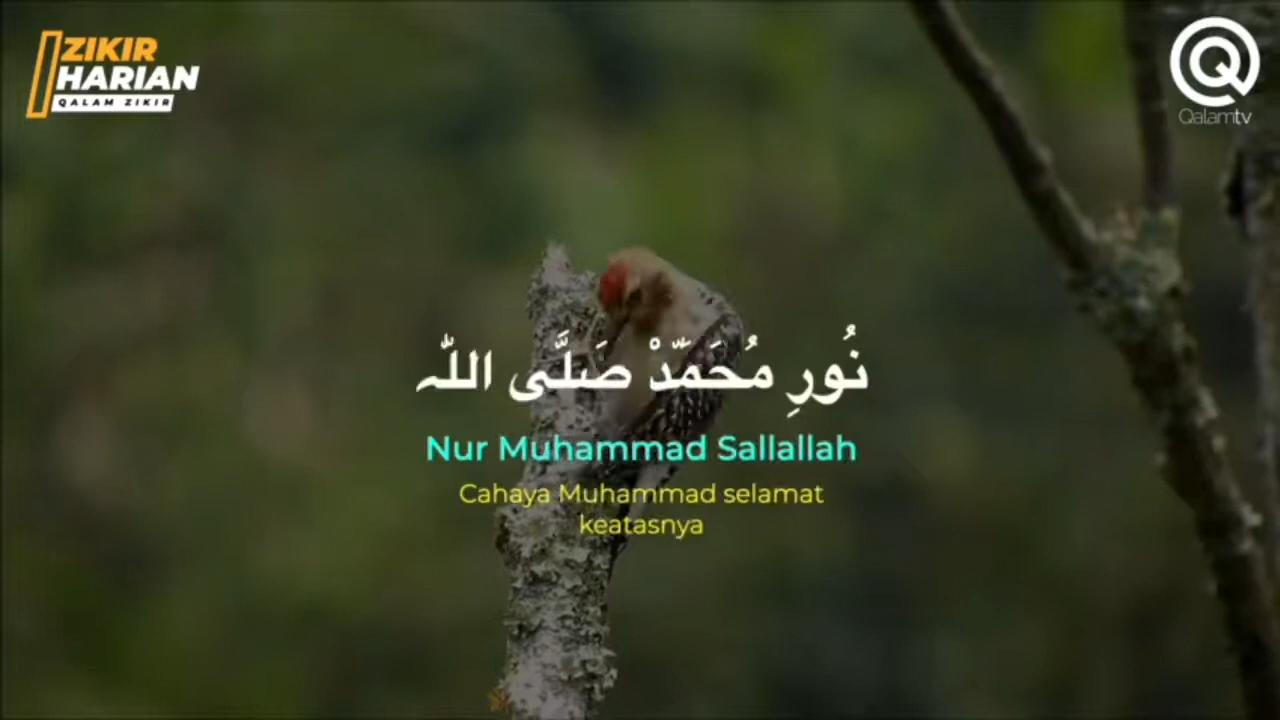 ZIKIR
HARIAN
QALAM ZIKIR
Qalamtv
نُورِ مُحَمَّدْ صَلَّى اللّٰه
Nur Muhammad Sallallah
Cahaya Muhammad selamat
keatasnya